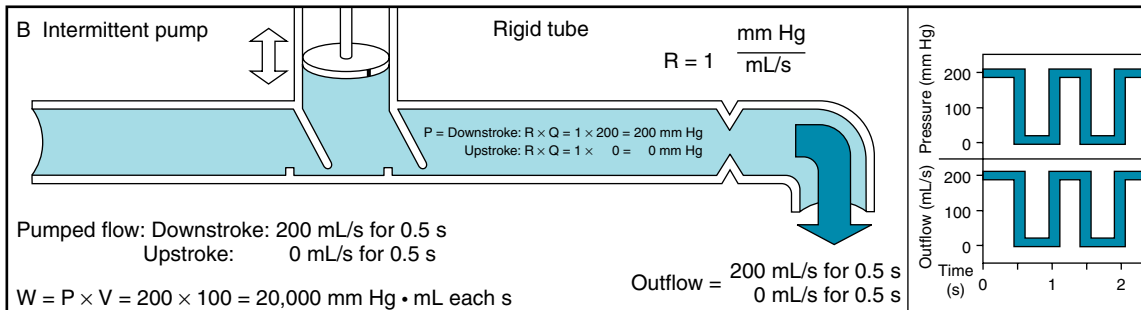 B Intermittent pump
Rigid tube
R = 1 mm Hg / mL/s
P = Downstroke: R × Q = 1 × 200 = 200 mm Hg
Upstroke: R × Q = 1 × 0 = 0 mm Hg
Pumped flow: Downstroke: 200 mL/s for 0.5 s
Upstroke: 0 mL/s for 0.5 s
W = P × V = 200 × 100 = 20,000 mm Hg • mL each s
Outflow = 200 mL/s for 0.5 s
0 mL/s for 0.5 s
Pressure (mm Hg)
200
100
0
Outflow (mL/s)
200
100
0
Time
(s)
0 1 2